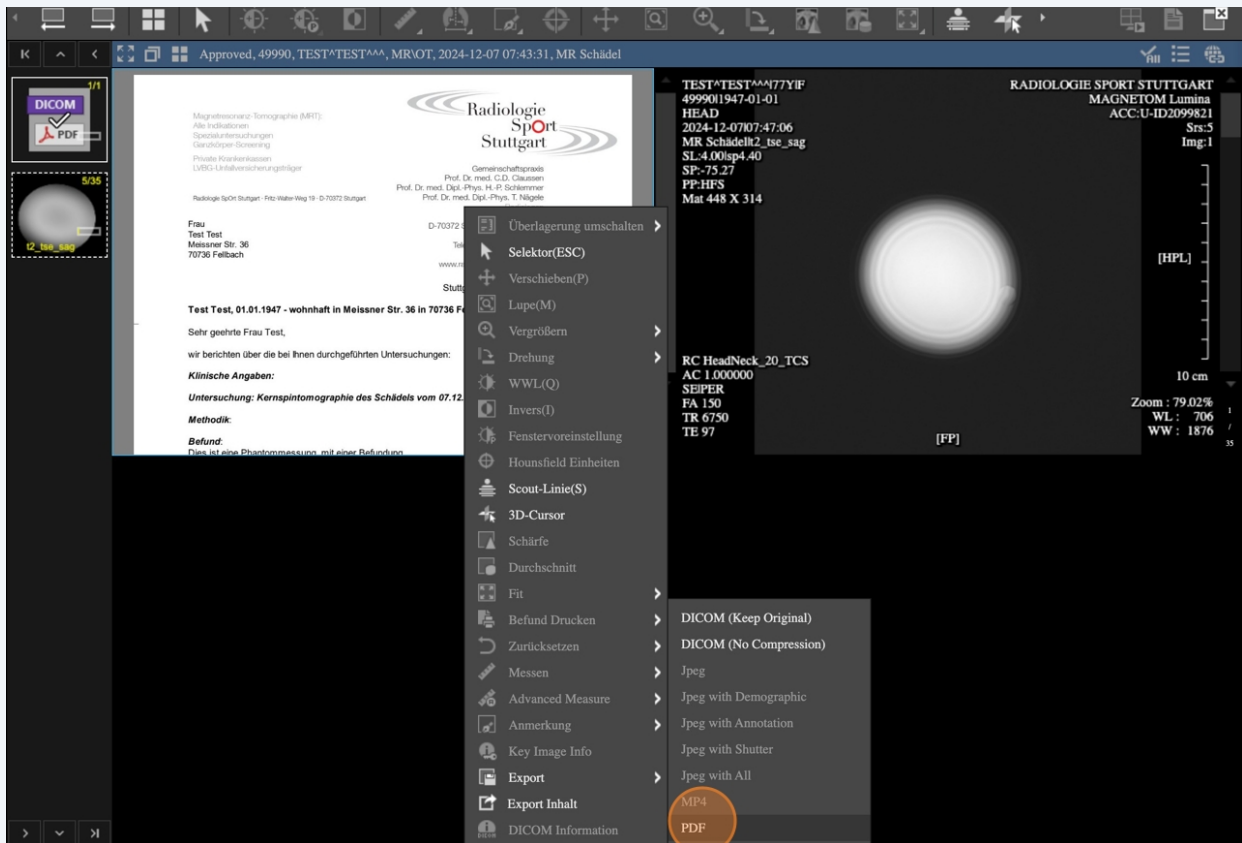 Approved, 49990, TEST^TEST^^^, MR\OT, 2024-12-07 07:43:31, MR Schädel
All
1/1
DICOM
PDF
5/35
t2_tse_sag
Magnetresonanz-Tomographie (MRT):
Alle Indikationen
Spezialuntersuchungen
Ganzkörper-Screening
Private Krankenkassen
LVBG-Unfallversicherungsträger
Radiologie
Sport
Stuttgart
Gemeinschaftspraxis
Prof. Dr. med. C.D. Claussen
Prof. Dr. med. Dipl.-Phys. H.-P. Schlemmer
Prof. Dr. med. Dipl.-Phys. T. Nägele
Radiologie SpOrt Stuttgart · Fritz-Walter-Weg 19 · D-70372 Stuttgart
Frau
Test Test
Meissner Str. 36
70736 Fellbach
D-70372
Test Test, 01.01.1947 - wohnhaft in Meissner Str. 36 in 70736
Sehr geehrte Frau Test,
wir berichten über die bei Ihnen durchgeführten Untersuchungen:
Klinische Angaben:
Untersuchung: Kernspintomographie des Schädels vom 07.12.
Methodik:
Befund:
Dies ist eine Phantommessung, mit einer Befundung
Überlagerung umschalten
Selektor(ESC)
Verschieben(P)
Lupe(M)
Vergrößern
Drehung
WWL(Q)
Invers(I)
Fenstervoreinstellung
Hounsfield Einheiten
Scout-Linie(S)
3D-Cursor
Schärfe
Durchschnitt
Fit
Befund Drucken
Zurücksetzen
Messen
Advanced Measure
Anmerkung
Key Image Info
Export
Export Inhalt
DICOM Information
DICOM (Keep Original)
DICOM (No Compression)
Jpeg
Jpeg with Demographic
Jpeg with Annotation
Jpeg with Shutter
Jpeg with All
MP4
PDF
TEST^TEST^^^|77Y|F
49990|1947-01-01
HEAD
2024-12-07|07:47:06
MR Schädel|t2_tse_sag
SL:4.00|sp4.40
SP:-75.27
PP:HFS
Mat 448 X 314
RADIOLOGIE SPORT STUTTGART
MAGNETOM Lumina
ACC:U-ID2099821
Srs:5
Img:1
[HPL]
10 cm
RC HeadNeck_20_TCS
AC 1.000000
SE|PER
FA 150
TR 6750
TE 97
[FP]
Zoom : 79.02%
WL : 706
WW : 1876
1
/
35